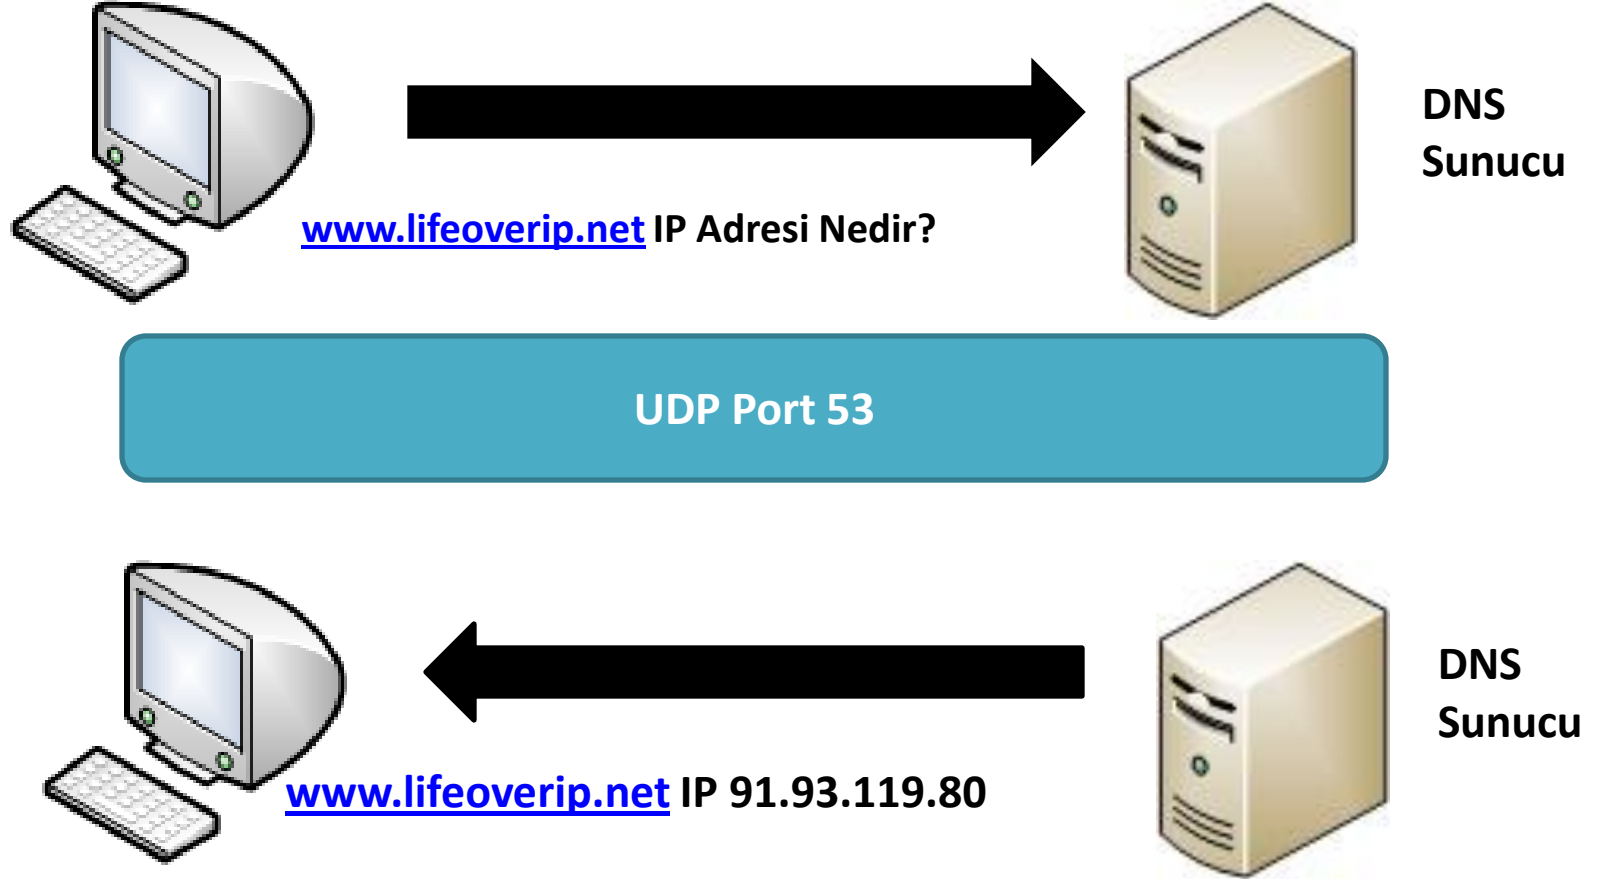 DNS
Sunucu
www.lifeoverip.net IP Adresi Nedir?
UDP Port 53
DNS
Sunucu
www.lifeoverip.net IP 91.93.119.80